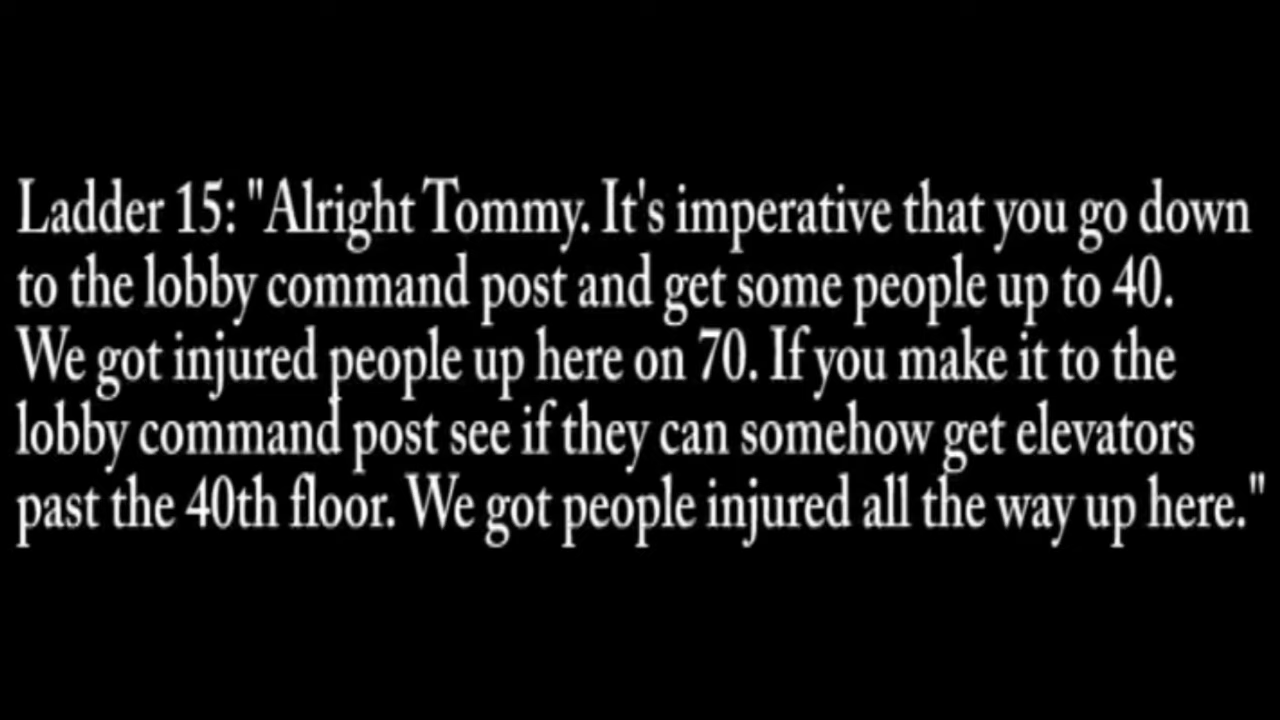 Ladder 15: "Alright Tommy. It's imperative that you go down
to the lobby command post and get some people up to 40.
We got injured people up here on 70. If you make it to the
lobby command post see if they can somehow get elevators
past the 40th floor. We got people injured all the way up here."